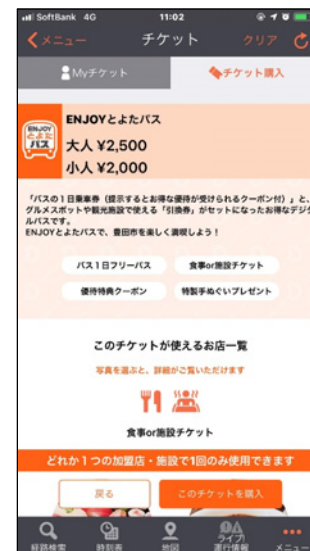 SoftBank 4G 11:02
メニュー チケット クリア
Myチケット チケット購入
ENJOY
とよた
パス
ENJOYとよたパス
大人 ¥2,500
小人 ¥2,000
「バスの１日乗車券（提示するとお得な優待が受けられるクーポン付）」と、
グルメスポットや観光施設で使える「引換券」がセットになったお得なデジタ
ルパスです。
ENJOYとよたパスで、豊田市を楽しく満喫しよう！
バス１日フリーパス 食事or施設チケット
優待特典クーポン 特製手ぬぐいプレゼント
このチケットが使えるお店一覧
写真を選ぶと、詳細がご覧いただけます
食事or施設チケット
どれか１つの加盟店・施設で1回のみ使用できます
戻る このチケットを購入
経路検索 時刻表 地図 ライブ!
運行情報 メニュー